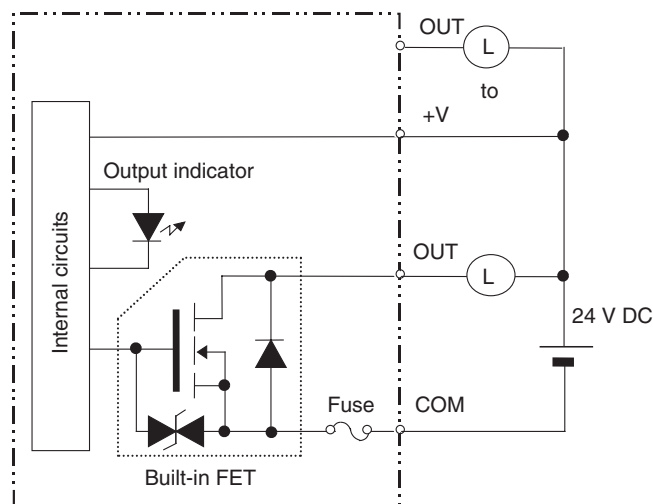 OUT
L
to
+V
Output indicator
Internal circuits
OUT
L
24 V DC
Fuse
COM
Built-in FET